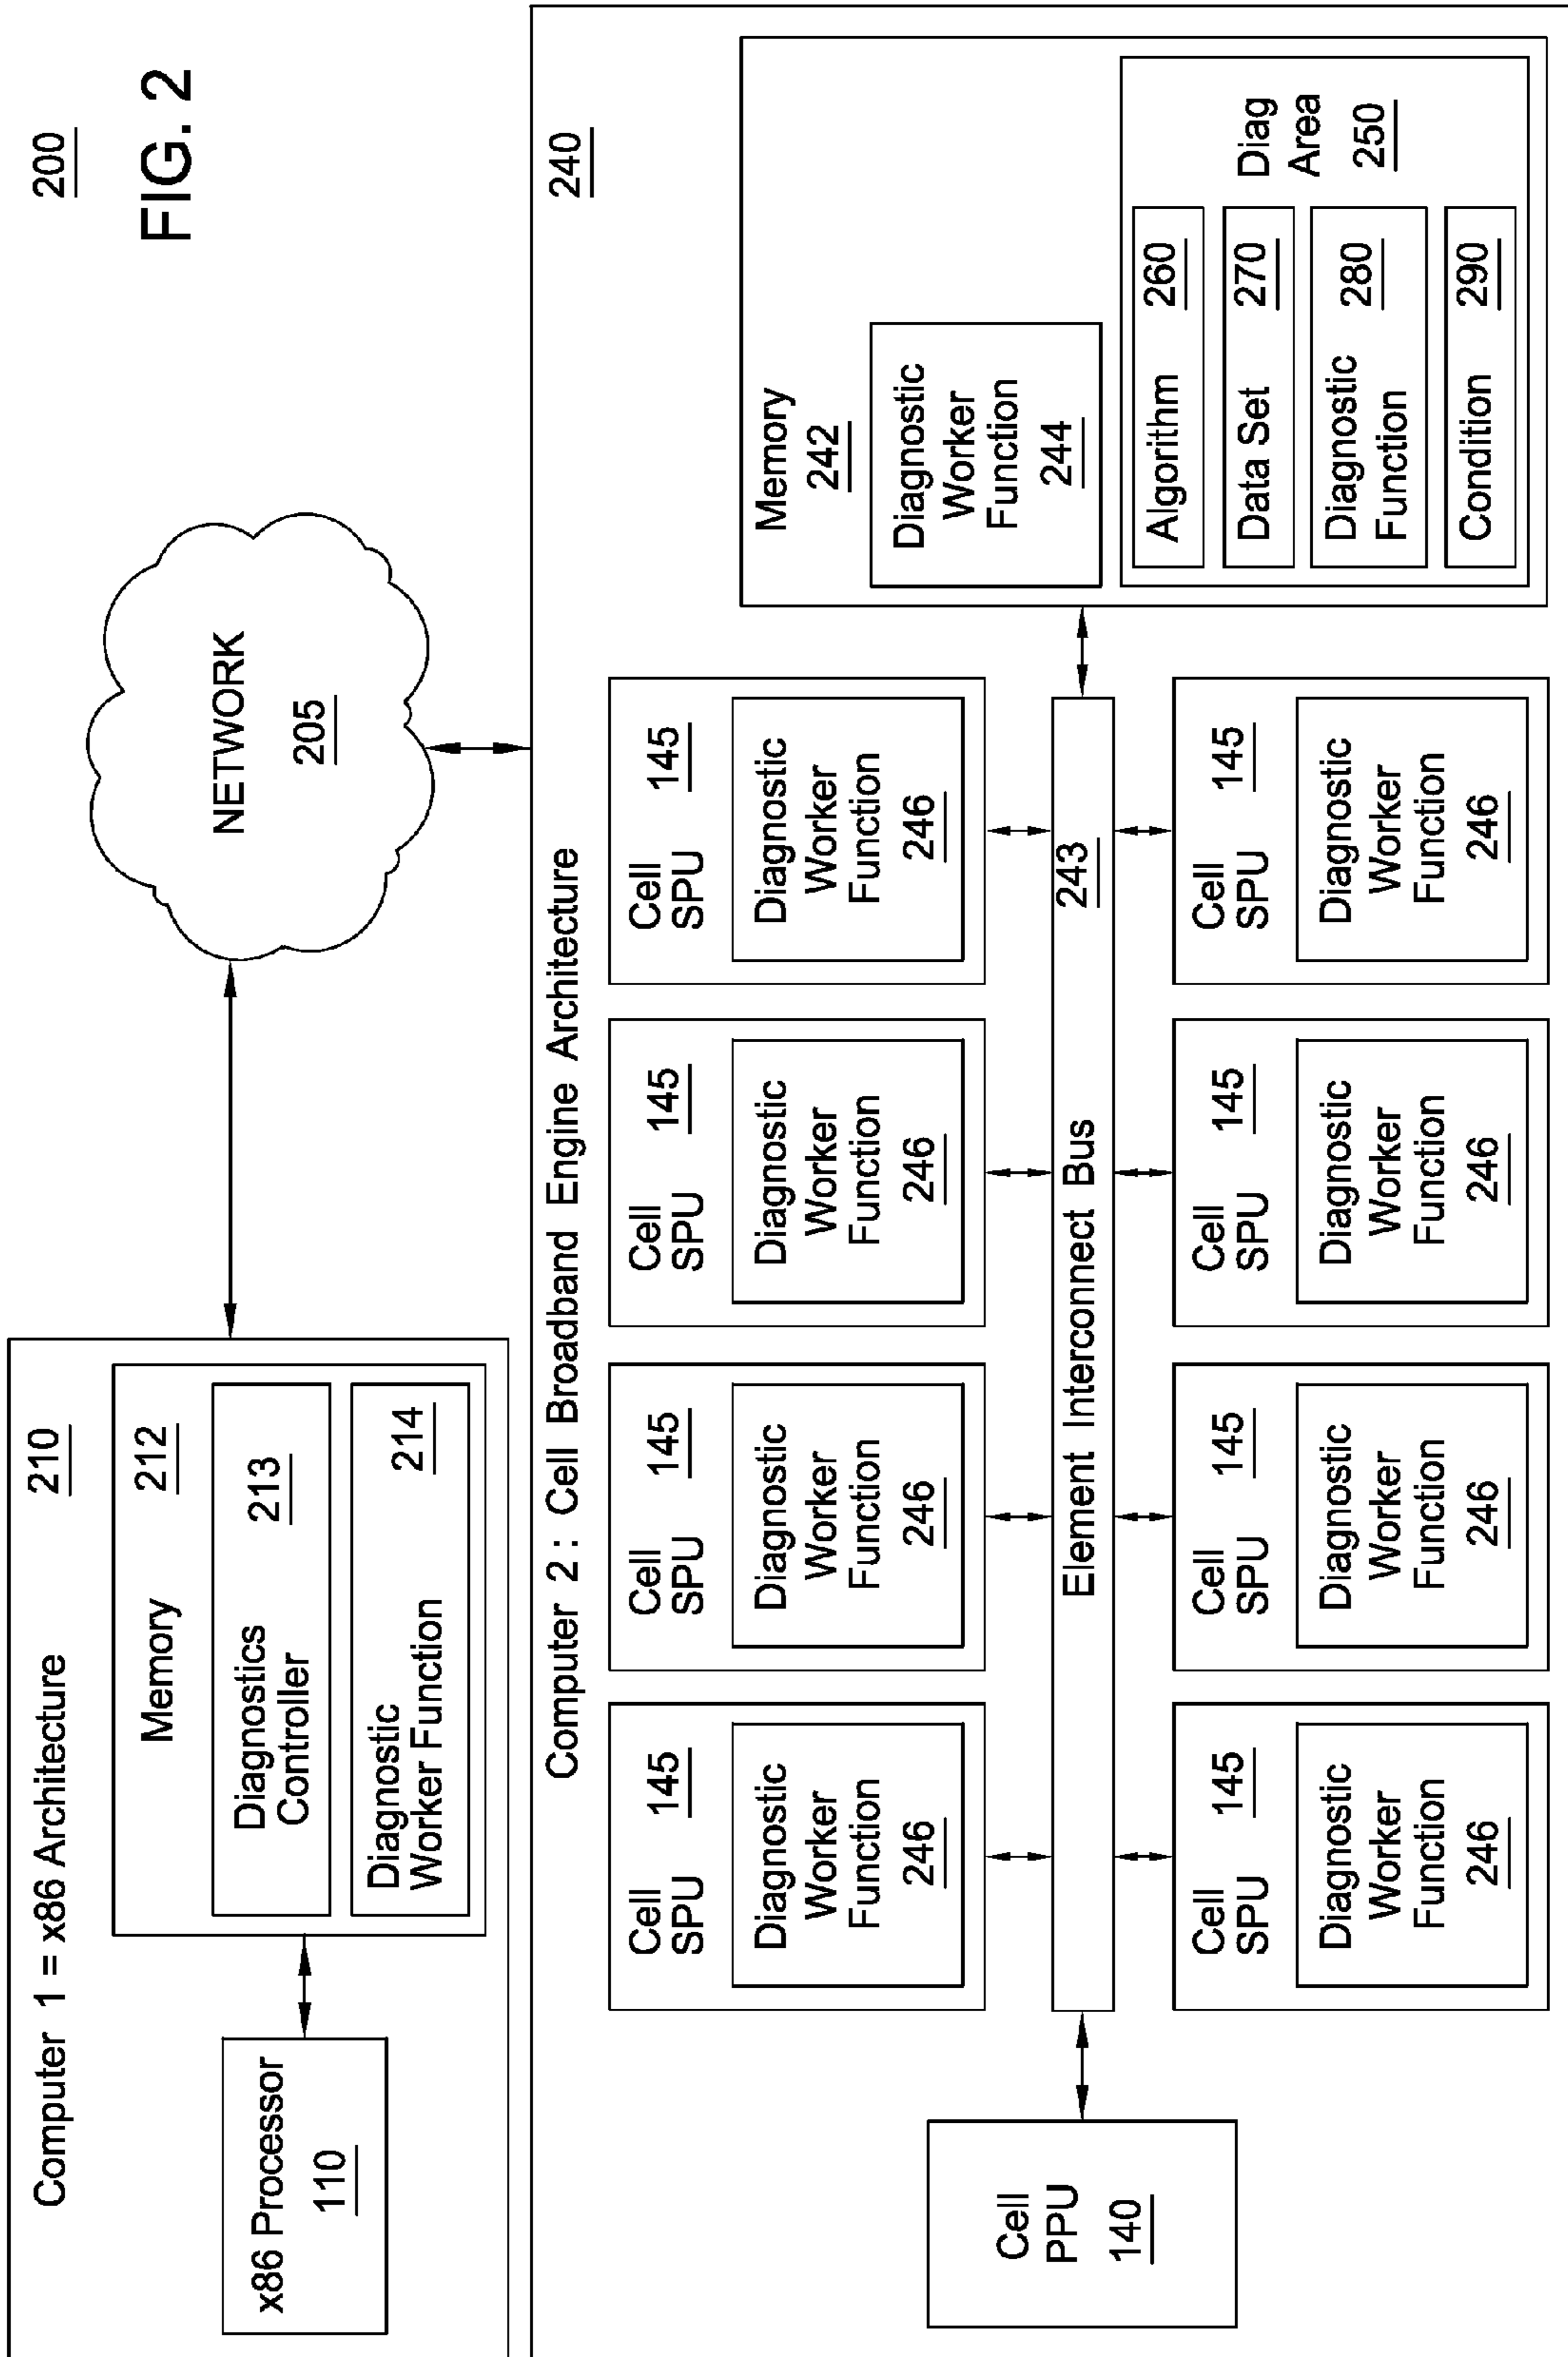 200
FIG. 2
Computer 1 = x86 Architecture
210
x86 Processor
110
Memory
212
Diagnostics
Controller
213
Diagnostic
Worker Function
214
NETWORK
205
Computer 2 : Cell Broadband Engine Architecture
240
Cell
SPU
145
Diagnostic
Worker
Function
246
Cell
SPU
145
Diagnostic
Worker
Function
246
Cell
SPU
145
Diagnostic
Worker
Function
246
Cell
SPU
145
Diagnostic
Worker
Function
246
Cell
PPU
140
Element Interconnect Bus
243
Cell
SPU
145
Diagnostic
Worker
Function
246
Cell
SPU
145
Diagnostic
Worker
Function
246
Cell
SPU
145
Diagnostic
Worker
Function
246
Cell
SPU
145
Diagnostic
Worker
Function
246
Memory
242
Diagnostic
Worker
Function
244
Algorithm 260
Data Set 270
Diagnostic
Function
280
Condition 290
Diag
Area
250